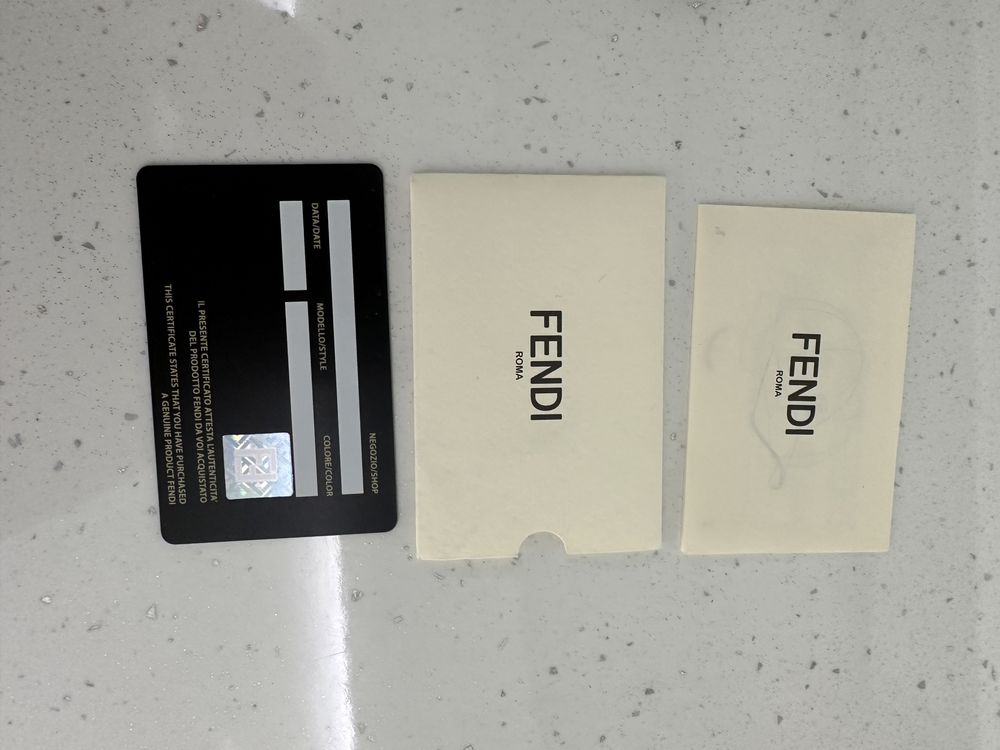 NEGOZIO/SHOP
DATA/DATE
MODELLO/STYLE
COLORE/COLOR
IL PRESENTE CERTIFICATO ATTESTA L'AUTENTICITA'
DEL PRODOTTO FENDI DA VOI ACQUISTATO
THIS CERTIFICATE STATES THAT YOU HAVE PURCHASED
A GENUINE PRODUCT FENDI
FENDI
ROMA
FENDI
ROMA